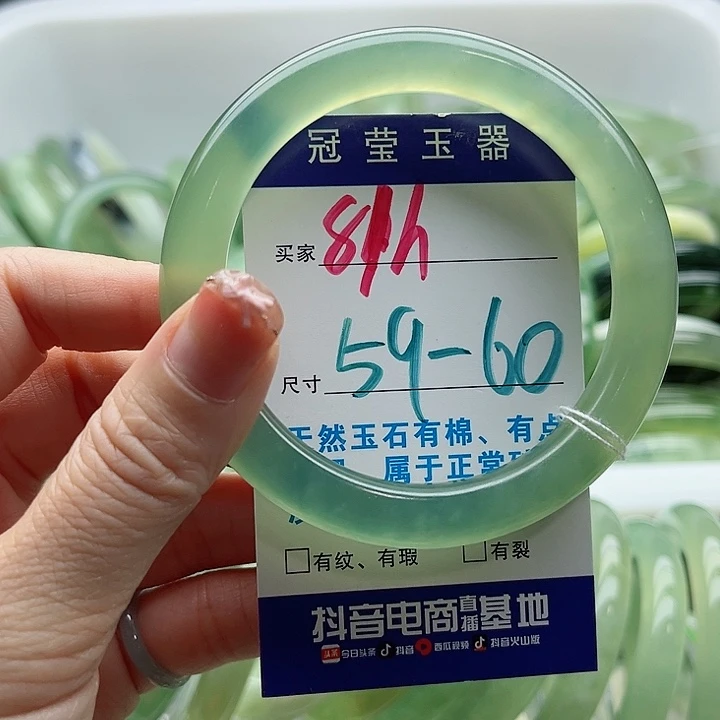 冠莹玉器
买家
尺寸 59-60
天然玉石有棉、有点
属于正常
□有纹、有瑕 □有裂
抖音电商直播基地
头条 今日头条 抖音 西瓜视频 抖音火山版